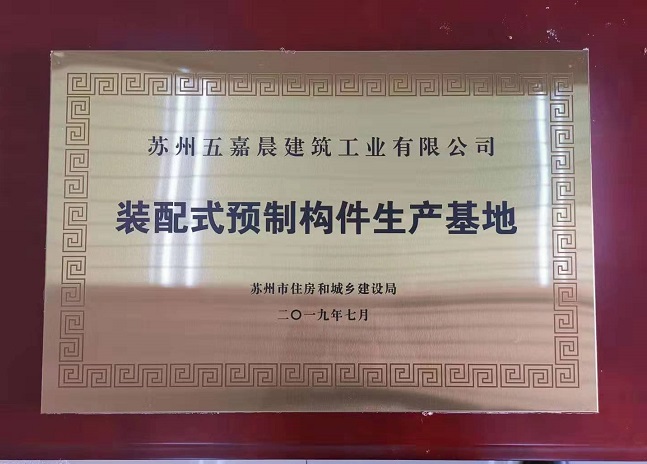 苏州五嘉晨建筑工业有限公司
装配式预制构件生产基地
苏州市住房和城乡建设局
二〇一九年七月